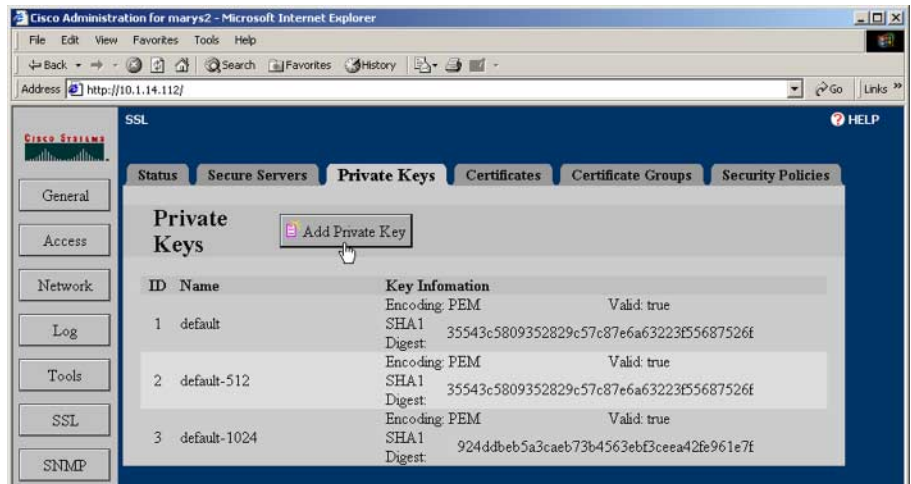 Cisco Administration for marys2 - Microsoft Internet Explorer
File Edit View Favorites Tools Help
Back Search Favorites History
Address http://10.1.14.112/ Go Links »
SSL HELP
CISCO SYSTEMS
Status Secure Servers Private Keys Certificates Certificate Groups Security Policies
General
Access
Network
Log
Tools
SSL
SNMP
Private
Keys
Add Private Key
ID Name Key Infomation
Encoding: PEM Valid: true
1 default SHA1
Digest: 35543c5809352829c57c87e6a63223f55687526f
Encoding: PEM Valid: true
2 default-512 SHA1
Digest: 35543c5809352829c57c87e6a63223f55687526f
Encoding: PEM Valid: true
3 default-1024 SHA1
Digest: 924ddbeb5a3caeb73b4563ebf3ceea42fe961e7f